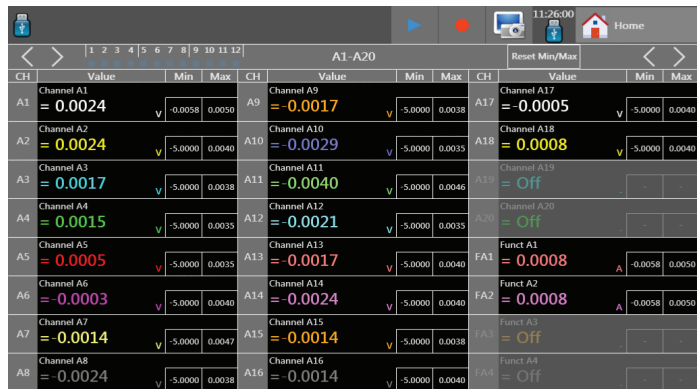 11:26:00
Home
1 2 3 4 5 6 7 8 9 10 11 12
A1-A20
Reset Min/Max
CH Value Min Max CH Value Min Max CH Value Min Max
Channel A1
A1 = 0.0024 V -0.0058 0.0050
Channel A9
A9 =-0.0017 V -5.0000 0.0038
Channel A17
A17 =-0.0005 V -5.0000 0.0040
Channel A2
A2 = 0.0024 V -5.0000 0.0040
Channel A10
A10 =-0.0029 V -5.0000 0.0035
Channel A18
A18 = 0.0008 V -5.0000 0.0040
Channel A3
A3 = 0.0017 V -5.0000 0.0038
Channel A11
A11 =-0.0040 V -5.0000 0.0046
Channel A19
A19 = Off - -
Channel A4
A4 = 0.0015 V -5.0000 0.0035
Channel A12
A12 =-0.0021 V -5.0000 0.0035
Channel A20
A20 = Off - -
Channel A5
A5 = 0.0005 V -5.0000 0.0035
Channel A13
A13 =-0.0017 V -5.0000 0.0040
Funct A1
FA1 = 0.0008 A -0.0058 0.0050
Channel A6
A6 =-0.0003 V -5.0000 0.0040
Channel A14
A14 =-0.0024 V -5.0000 0.0040
Funct A2
FA2 = 0.0008 A -0.0058 0.0050
Channel A7
A7 =-0.0014 V -5.0000 0.0047
Channel A15
A15 =-0.0014 V -5.0000 0.0038
Funct A3
FA3 = Off - -
Channel A8
A8 =-0.0024 V -5.0000 0.0038
Channel A16
A16 =-0.0014 V -5.0000 0.0040
Funct A4
FA4 = Off - -